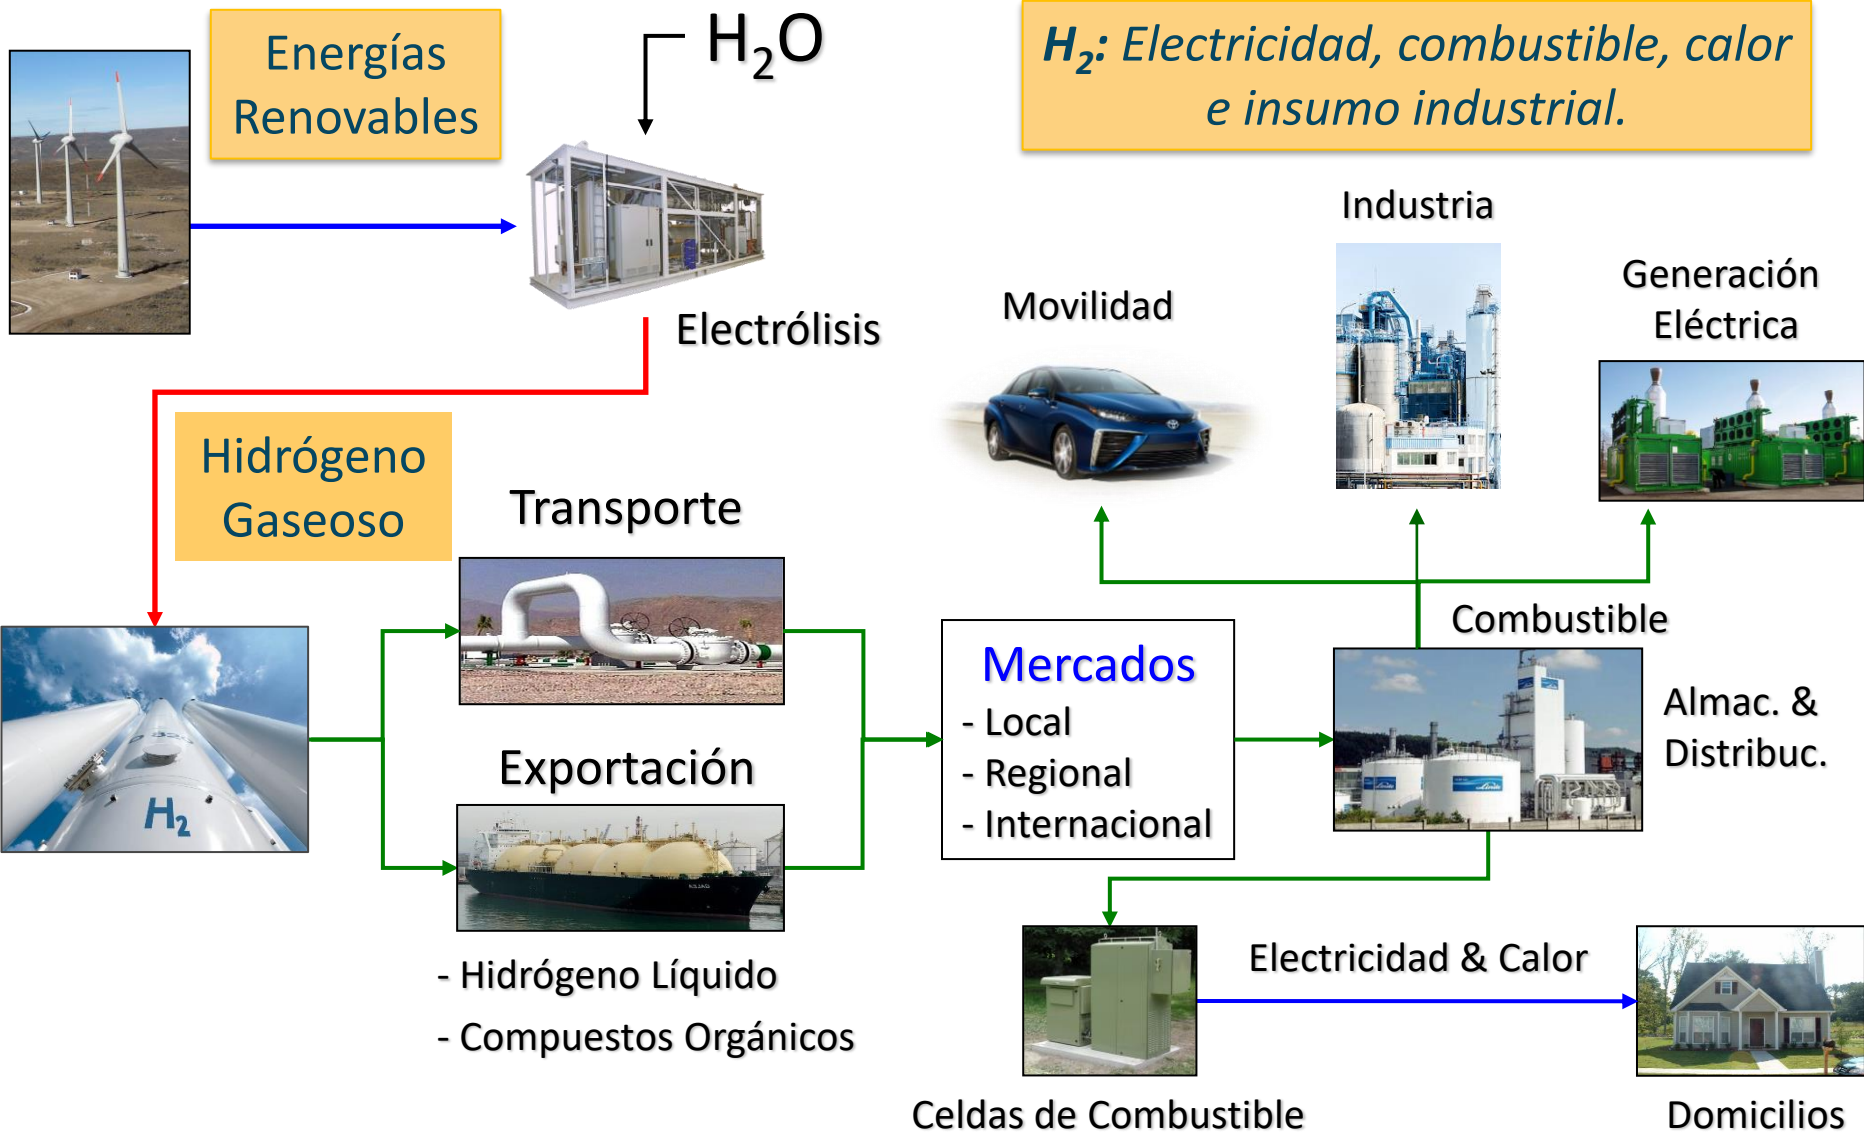 Energías
Renovables
H₂O
H₂: Electricidad, combustible, calor
e insumo industrial.
Electrólisis
Industria
Movilidad
Generación
Eléctrica
Hidrógeno
Gaseoso
Transporte
Combustible
Mercados
- Local
- Regional
- Internacional
Almac. &
Distribuc.
Exportación
H₂
- Hidrógeno Líquido
- Compuestos Orgánicos
Electricidad & Calor
Celdas de Combustible
Domicilios